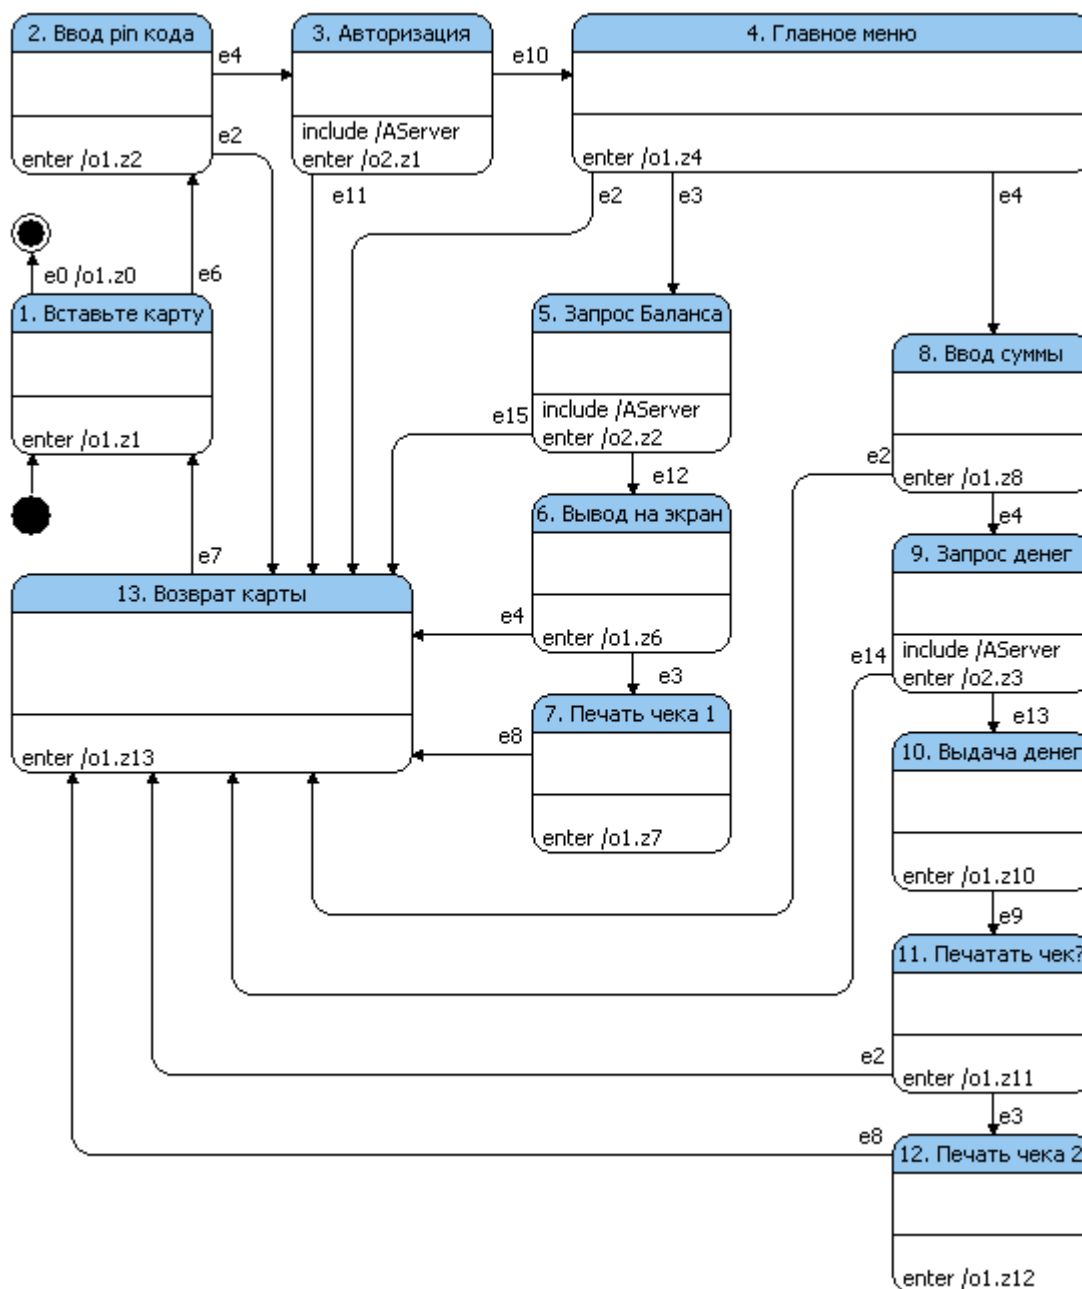 2. Ввод pin кода
e4
3. Авторизация
e10
4. Главное меню
e2
enter /o1.z2
include /AServer
enter /o2.z1
enter /o1.z4
e11
e2
e3
e4
e0 /o1.z0
e6
1. Вставьте карту
enter /o1.z1
5. Запрос Баланса
include /AServer
enter /o2.z2
e15
8. Ввод суммы
enter /o1.z8
e2
e12
e4
6. Вывод на экран
enter /o1.z6
9. Запрос денег
include /AServer
enter /o2.z3
e7
13. Возврат карты
enter /o1.z13
e4
e14
e3
e13
7. Печать чека 1
enter /o1.z7
e8
10. Выдача денег
enter /o1.z10
e9
11. Печатать чек?
enter /o1.z11
e2
e3
e8
12. Печать чека 2
enter /o1.z12